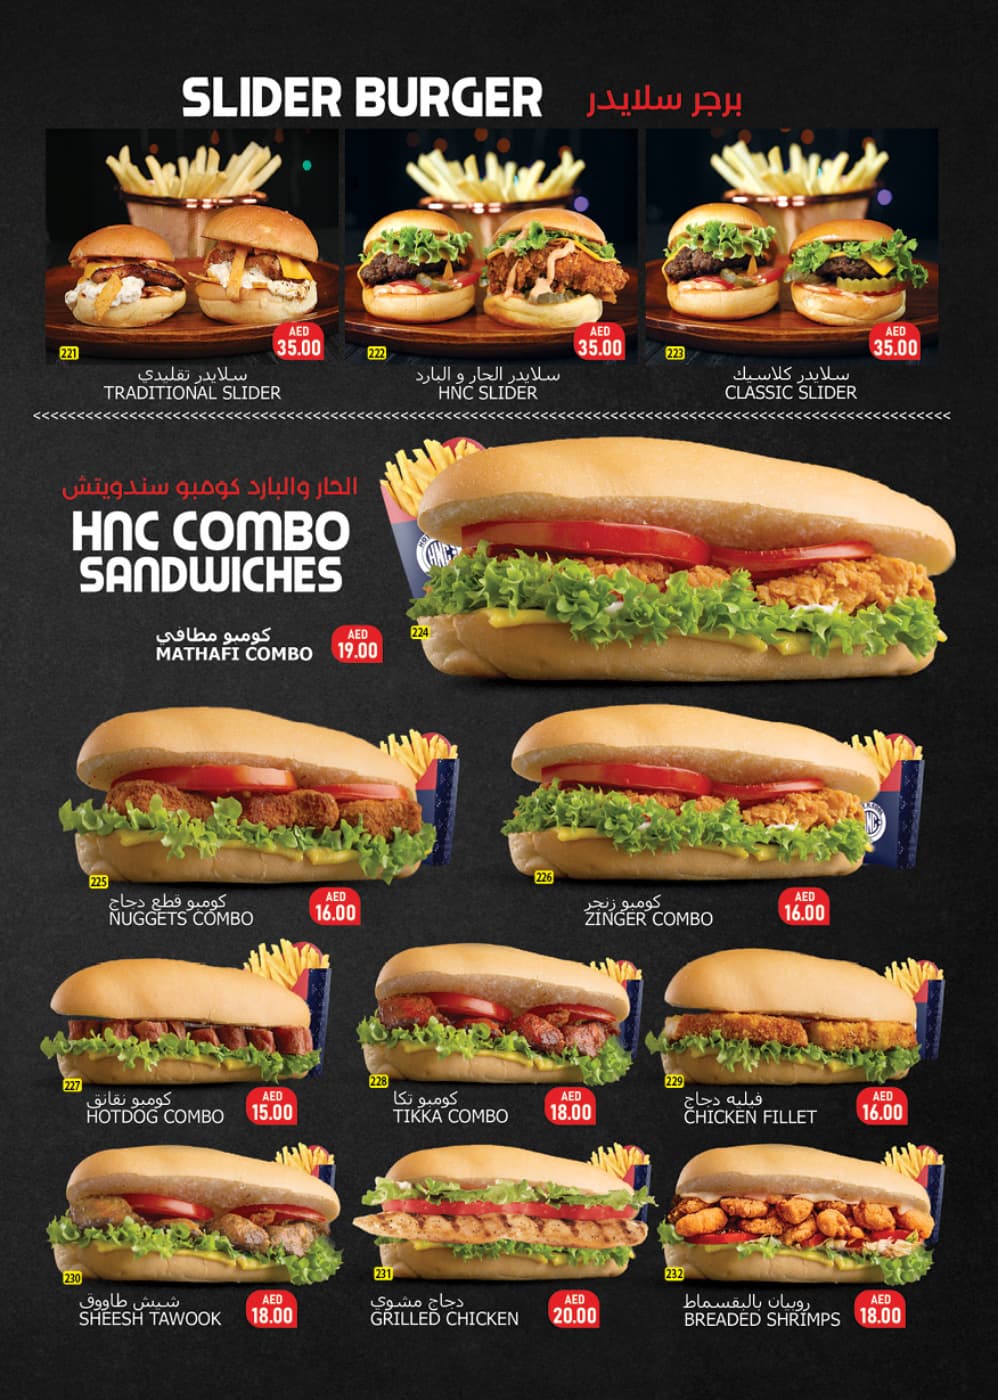 SLIDER BURGER برجر سلايدر
221
AED
35.00
سلايدر تقليدي
TRADITIONAL SLIDER
222
AED
35.00
سلايدر الحار و البارد
HNC SLIDER
223
AED
35.00
سلايدر كلاسيك
CLASSIC SLIDER
الحار والبارد كومبو سندويتش
HNC COMBO
SANDWICHES
HNC
كومبو مطافي
MATHAFI COMBO
AED
19.00
224
225
كومبو قطع دجاج
NUGGETS COMBO
AED
16.00
226
كومبو زنجر
ZINGER COMBO
AED
16.00
227
كومبو نقانق
HOTDOG COMBO
AED
15.00
228
كومبو تكا
TIKKA COMBO
AED
18.00
229
فيليه دجاج
CHICKEN FILLET
AED
16.00
230
شيش طاووق
SHEESH TAWOOK
AED
18.00
231
دجاج مشوي
GRILLED CHICKEN
AED
20.00
232
روبيان بالبقسماط
BREADED SHRIMPS
AED
18.00